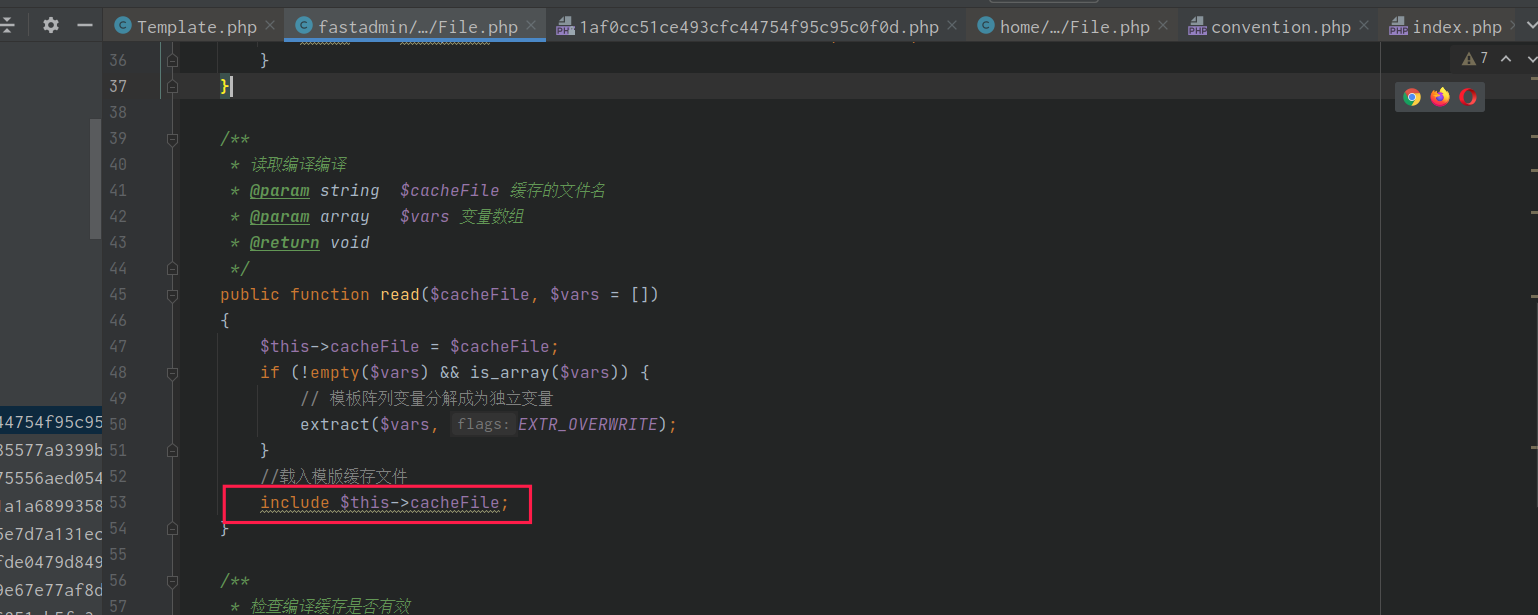 Template.php fastadmin/.../File.php 1af0cc51ce493cfc44754f95c95c0f0d.php home/.../File.php convention.php index.php
7
36 }
37 }
38
39 /**
40 * 读取编译编译
41 * @param string $cacheFile 缓存的文件名
42 * @param array $vars 变量数组
43 * @return void
44 */
45 public function read($cacheFile, $vars = [])
46 {
47 $this->cacheFile = $cacheFile;
48 if (!empty($vars) && is_array($vars)) {
49 // 模板阵列变量分解成为独立变量
50 extract($vars, flags: EXTR_OVERWRITE);
51 }
52 //载入模版缓存文件
53 include $this->cacheFile;
54 }
55
56 /**
57 * 检查编译缓存是否有效
44754f95c95
85577a9399b
75556aed054
1a1a6899358
6e7d7a131ec
fde0479d849
9e67e77af8d